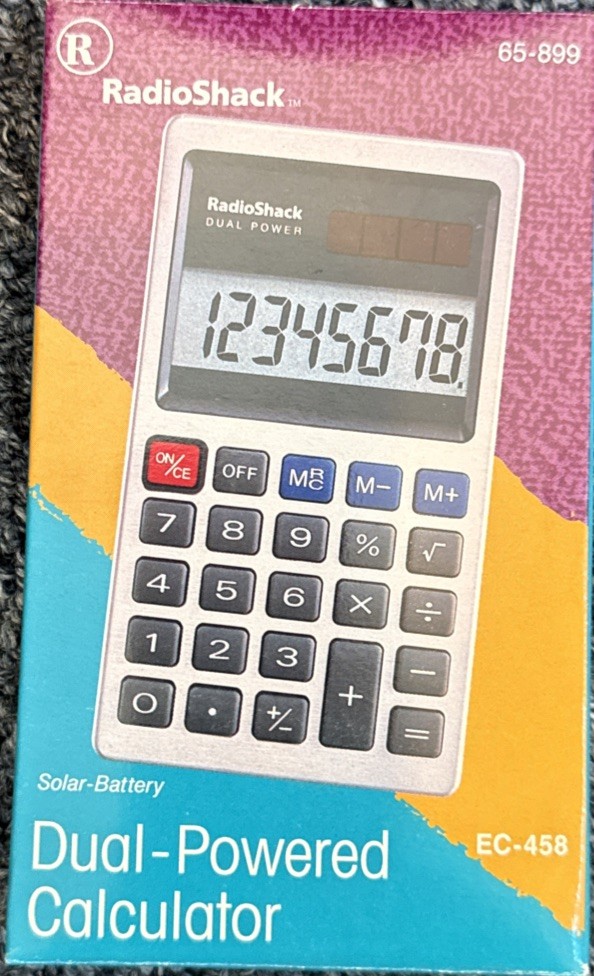 R
65-899
RadioShack™
RadioShack
DUAL POWER
12345678.
ON/CE OFF MRC M− M+
7 8 9 % √
4 5 6 × ÷
1 2 3 + −
0 . +/− =
Solar-Battery
Dual-Powered
EC-458
Calculator